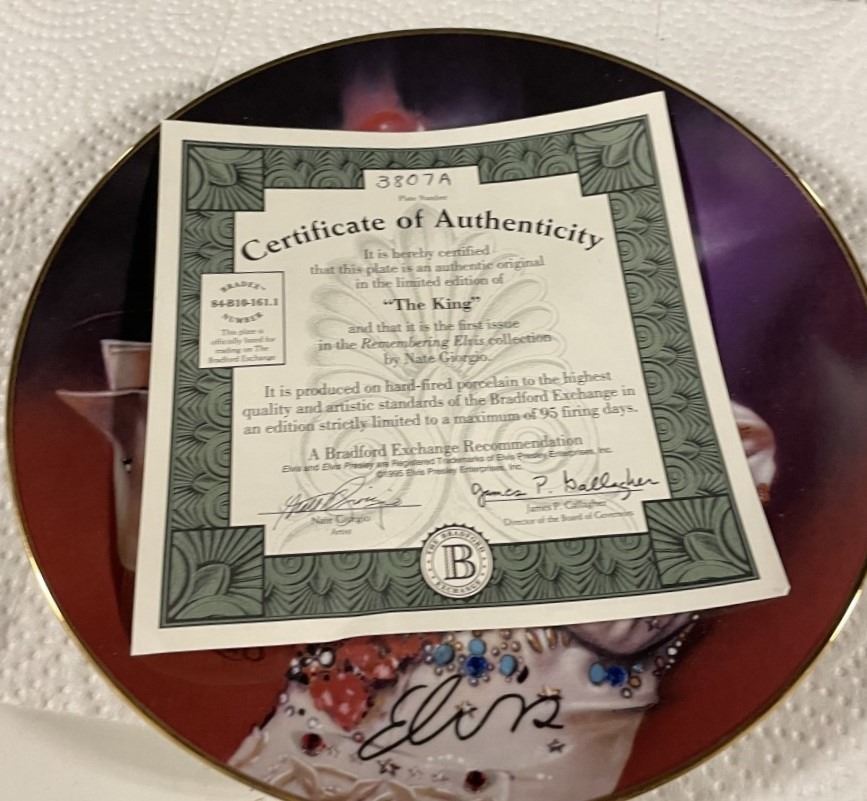 3807A
Plate Number
Certificate of Authenticity
It is hereby certified
that this plate is an authentic original
in the limited edition of
"The King"
and that it is the first issue
in the Remembering Elvis collection
by Nate Giorgio.
BRADEX™
84-B10-161.1
NUMBER
This plate is
officially listed for
trading on The
Bradford Exchange
It is produced on hard-fired porcelain to the highest
quality and artistic standards of the Bradford Exchange in
an edition strictly limited to a maximum of 95 firing days.
A Bradford Exchange Recommendation
Elvis and Elvis Presley are Registered Trademarks of Elvis Presley Enterprises, Inc.
©1995 Elvis Presley Enterprises, Inc.
Nate Giorgio
Artist
James P. Gallagher
James P. Gallagher
Director of the Board of Governors
THE BRADFORD
B
EXCHANGE
Elvis